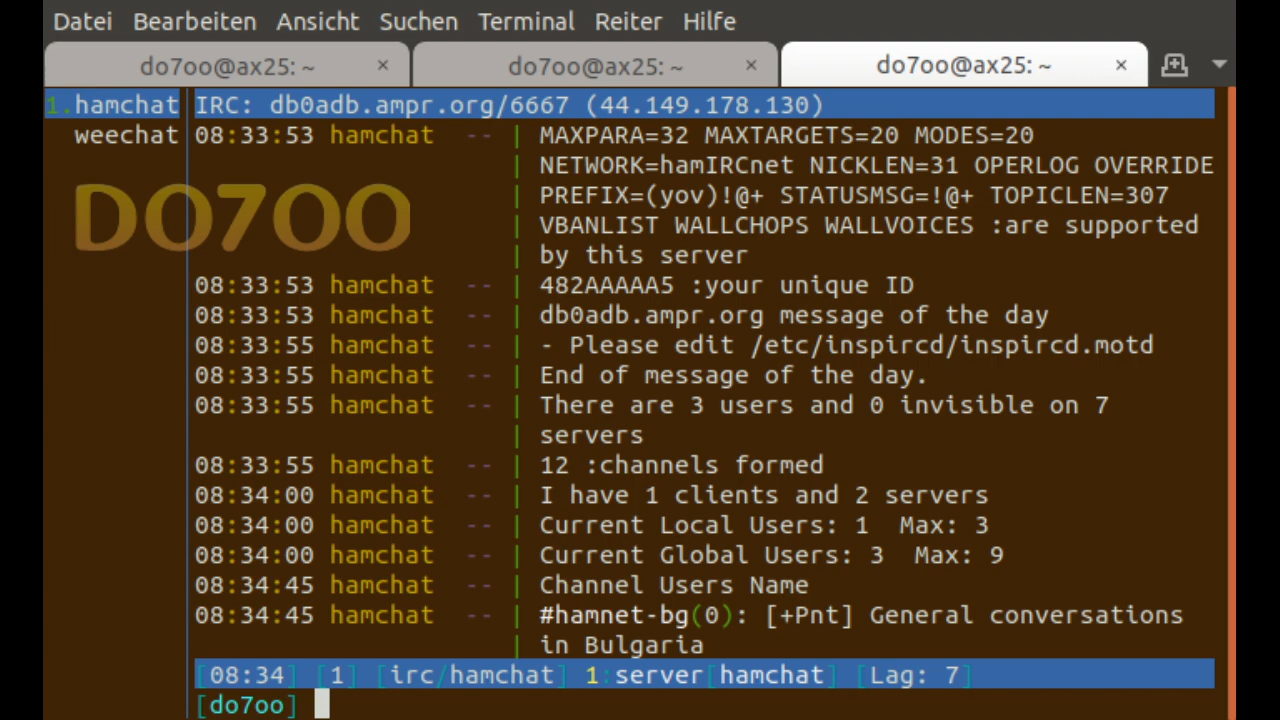 Datei Bearbeiten Ansicht Suchen Terminal Reiter Hilfe
do7oo@ax25: ~ × do7oo@ax25: ~ × do7oo@ax25: ~ ×
1.hamchat IRC: db0adb.ampr.org/6667 (44.149.178.130)
weechat 08:33:53 hamchat -- | MAXPARA=32 MAXTARGETS=20 MODES=20
| NETWORK=hamIRCnet NICKLEN=31 OPERLOG OVERRIDE
DO7OO | PREFIX=(yov)!@+ STATUSMSG=!@+ TOPICLEN=307
| VBANLIST WALLCHOPS WALLVOICES :are supported
| by this server
08:33:53 hamchat -- | 482AAAAA5 :your unique ID
08:33:53 hamchat -- | db0adb.ampr.org message of the day
08:33:55 hamchat -- | - Please edit /etc/inspircd/inspircd.motd
08:33:55 hamchat -- | End of message of the day.
08:33:55 hamchat -- | There are 3 users and 0 invisible on 7
| servers
08:33:55 hamchat -- | 12 :channels formed
08:34:00 hamchat -- | I have 1 clients and 2 servers
08:34:00 hamchat -- | Current Local Users: 1  Max: 3
08:34:00 hamchat -- | Current Global Users: 3  Max: 9
08:34:45 hamchat -- | Channel Users Name
08:34:45 hamchat -- | #hamnet-bg(0): [+Pnt] General conversations
| in Bulgaria
[08:34] [1] [irc/hamchat] 1:server[hamchat] [Lag: 7]
[do7oo]